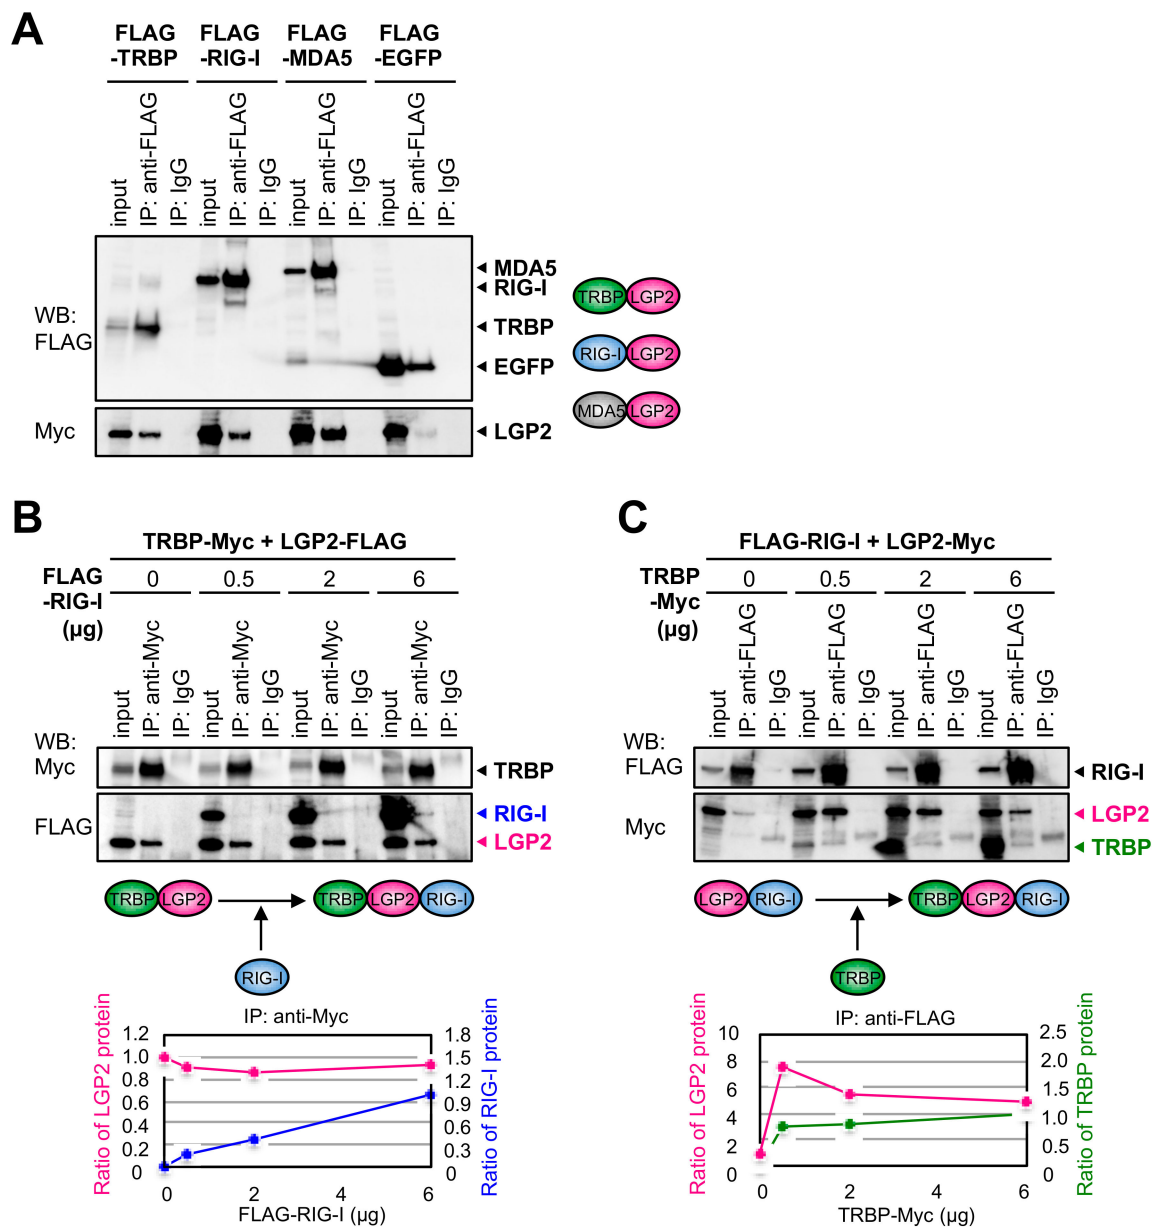 A
FLAG -TRBP
FLAG -RIG-I
FLAG -MDA5
FLAG -EGFP
input
IP: anti-FLAG
IP: IgG
input
IP: anti-FLAG
IP: IgG
input
IP: anti-FLAG
IP: IgG
input
IP: anti-FLAG
IP: IgG
WB:
FLAG
MDA5
RIG-I
TRBP
EGFP
Myc
LGP2
TRBP LGP2
RIG-I LGP2
MDA5 LGP2
B
TRBP-Myc + LGP2-FLAG
FLAG
-RIG-I
(µg)
0 0.5 2 6
input
IP: anti-Myc
IP: IgG
input
IP: anti-Myc
IP: IgG
input
IP: anti-Myc
IP: IgG
input
IP: anti-Myc
IP: IgG
WB:
Myc
TRBP
FLAG
RIG-I
LGP2
TRBP LGP2
TRBP LGP2 RIG-I
RIG-I
IP: anti-Myc
Ratio of LGP2 protein
1.2
1.0
0.8
0.6
0.4
0.2
0
Ratio of RIG-I protein
1.8
1.5
1.2
0.9
0.6
0.3
0
0 2 4 6
FLAG-RIG-I (µg)
C
FLAG-RIG-I + LGP2-Myc
TRBP
-Myc
(µg)
0 0.5 2 6
input
IP: anti-FLAG
IP: IgG
input
IP: anti-FLAG
IP: IgG
input
IP: anti-FLAG
IP: IgG
input
IP: anti-FLAG
IP: IgG
WB:
FLAG
RIG-I
Myc
LGP2
TRBP
LGP2 RIG-I
TRBP LGP2 RIG-I
TRBP
IP: anti-FLAG
Ratio of LGP2 protein
10
8
6
4
2
0
Ratio of TRBP protein
2.5
2.0
1.5
1.0
0.5
0
0 2 4 6
TRBP-Myc (µg)